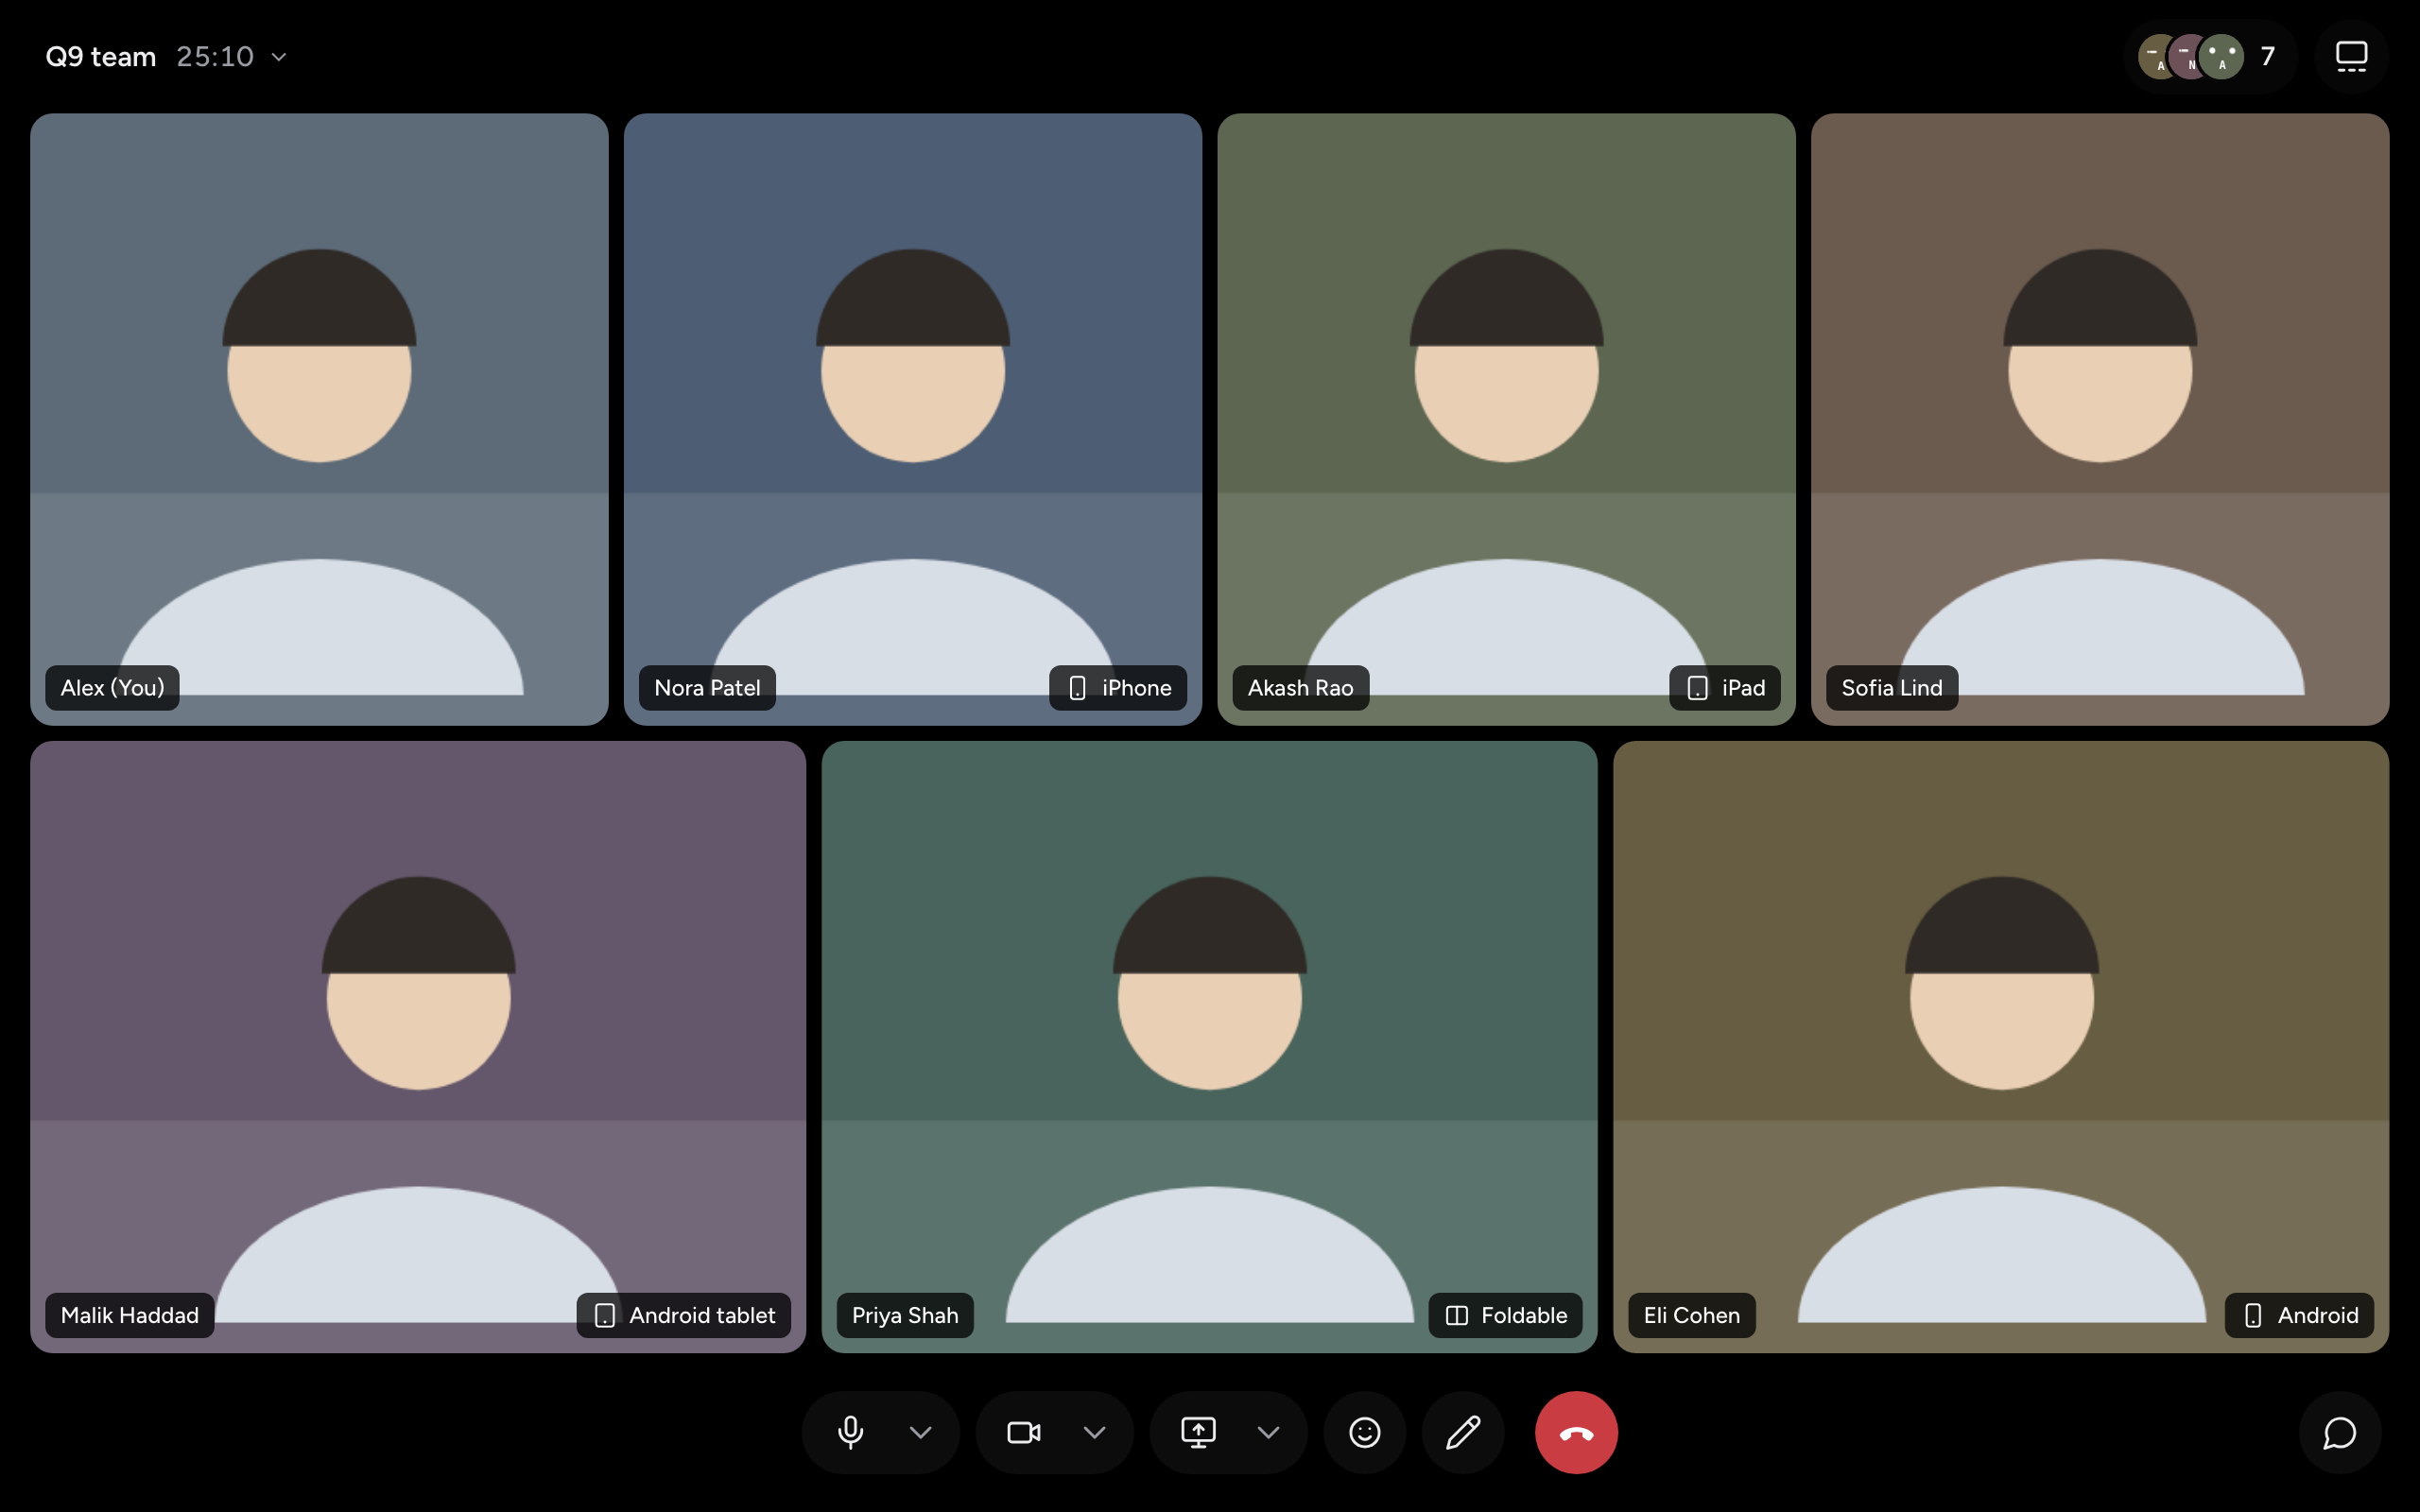 Q9 team 25:10
A N A 7
Alex (You)
Nora Patel
iPhone
Akash Rao
iPad
Sofia Lind
Malik Haddad
Android tablet
Priya Shah
Foldable
Eli Cohen
Android